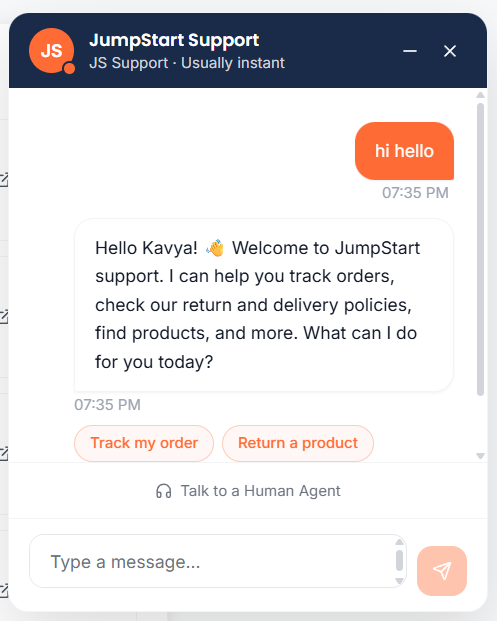 JS
JumpStart Support
JS Support · Usually instant
hi hello
07:35 PM
Hello Kavya! 👋 Welcome to JumpStart
support. I can help you track orders,
check our return and delivery policies,
find products, and more. What can I do
for you today?
07:35 PM
Track my order
Return a product
Talk to a Human Agent
Type a message...